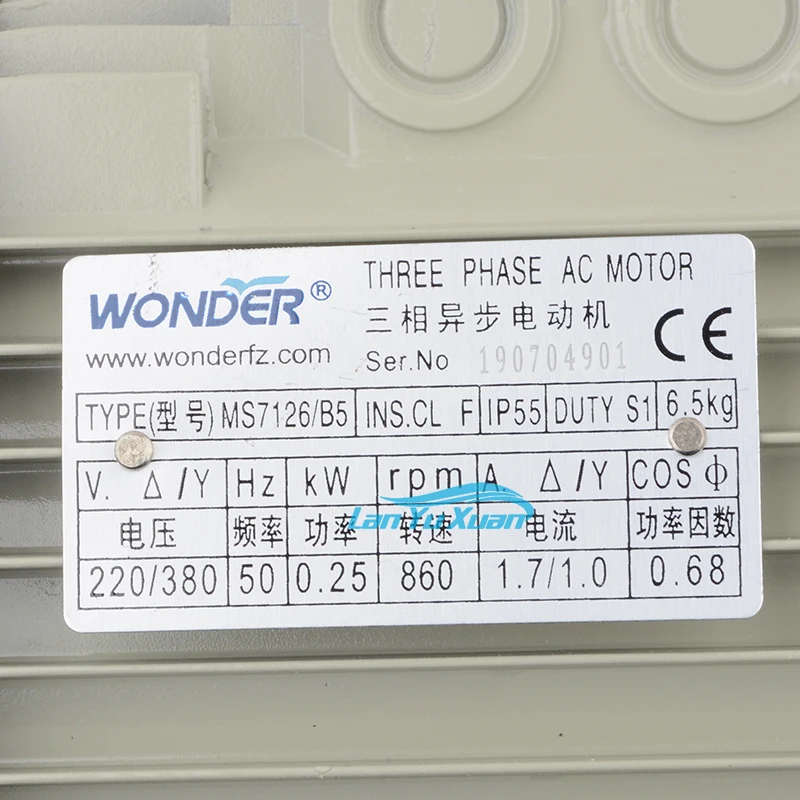 WONDER®
THREE PHASE AC MOTOR
三相异步电动机
CE
www.wonderfz.com
Ser.No 190704901
TYPE(型号) MS7126/B5 INS.CL F IP55 DUTY S1 6.5kg
V. Δ/Y Hz kW rpm A. Δ/Y COS ϕ
LanYuXuan
电压 频率 功率 转速 电流 功率因数
220/380 50 0.25 860 1.7/1.0 0.68